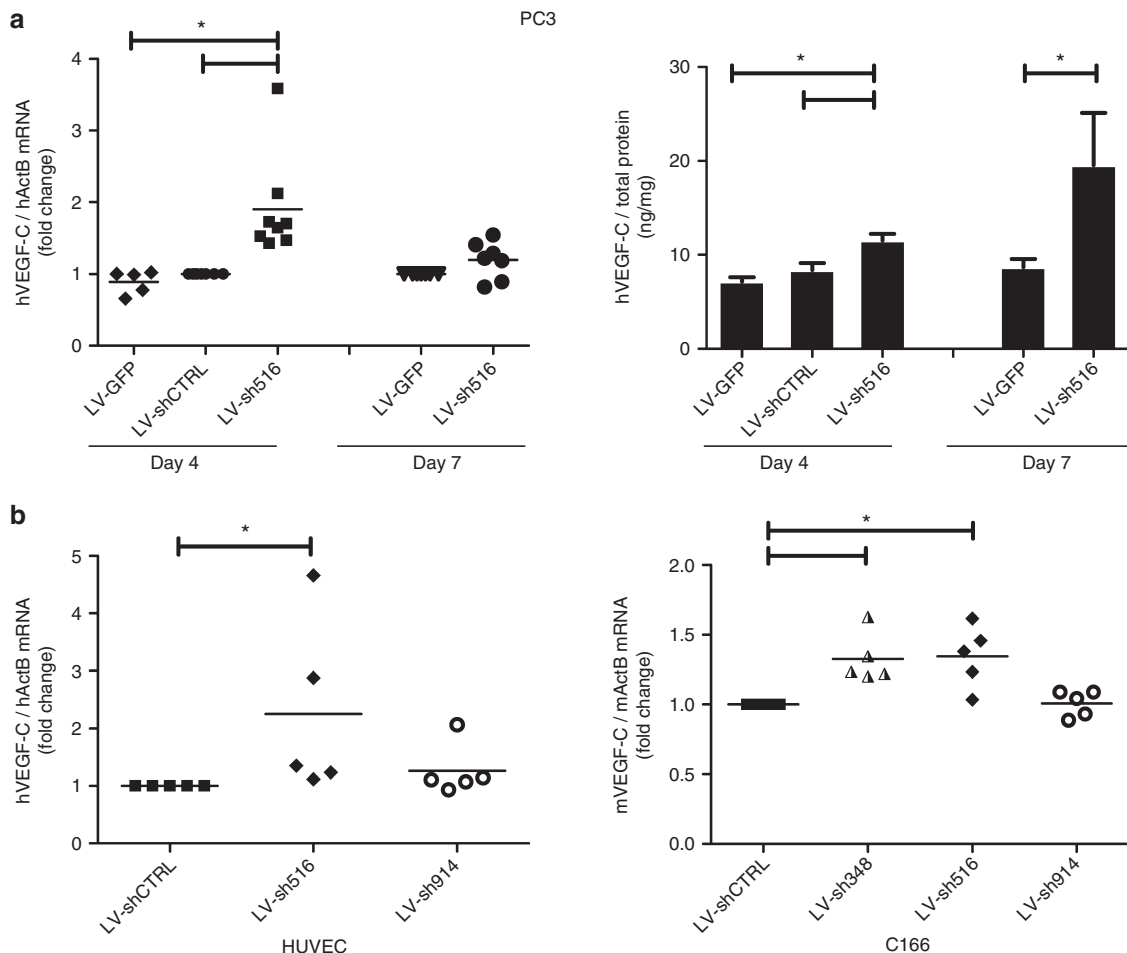 a
PC3
*
hVEGF-C / hActB mRNA
(fold change)
4
3
2
1
0
LV-GFP
LV-shCTRL
LV-sh516
LV-GFP
LV-sh516
Day 4
Day 7
*
*
hVEGF-C / total protein
(ng/mg)
30
20
10
0
LV-GFP
LV-shCTRL
LV-sh516
LV-GFP
LV-sh516
Day 4
Day 7
b
*
hVEGF-C / hActB mRNA
(fold change)
5
4
3
2
1
0
LV-shCTRL
LV-sh516
LV-sh914
HUVEC
*
mVEGF-C / mActB mRNA
(fold change)
2.0
1.5
1.0
0.5
0.0
LV-shCTRL
LV-sh348
LV-sh516
LV-sh914
C166